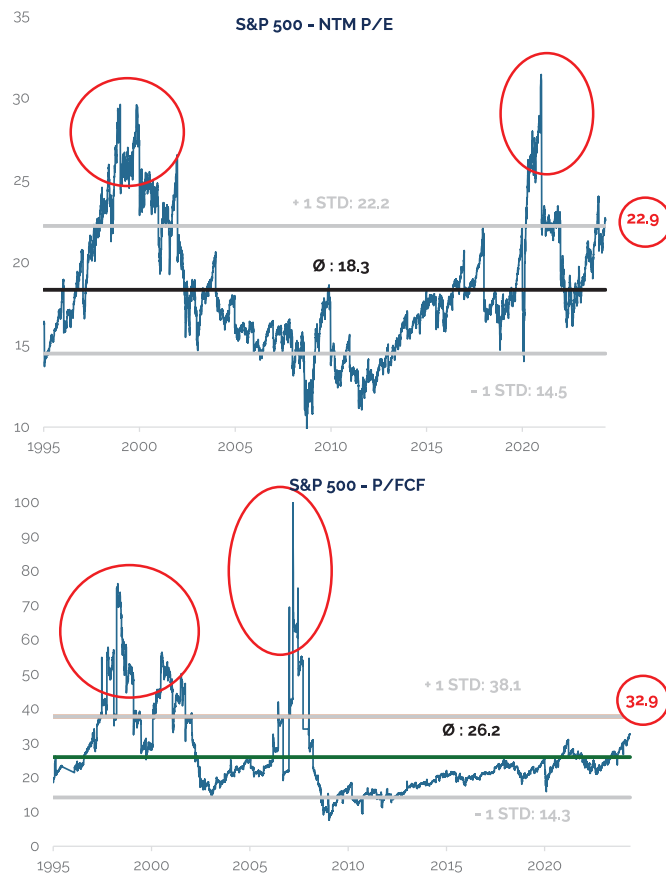 S&P 500 - NTM P/E
35
30
25
+ 1 STD: 22.2
22.9
20
Ø : 18.3
15
- 1 STD: 14.5
10
1995 2000 2005 2010 2015 2020
S&P 500 - P/FCF
100
90
80
70
60
50
+ 1 STD: 38.1
32.9
40
Ø : 26.2
30
20
10
- 1 STD: 14.3
0
1995 2000 2005 2010 2015 2020